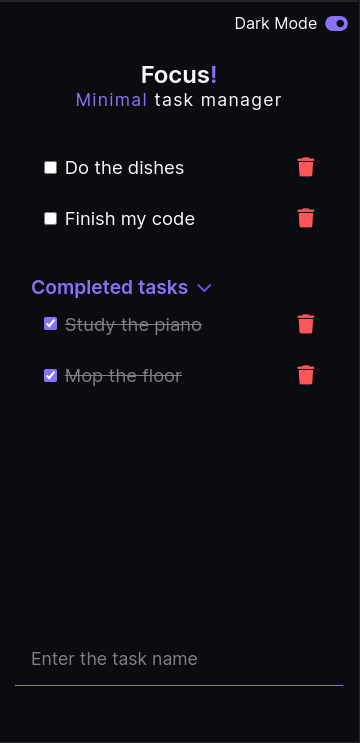 Dark Mode
Focus!
Minimal task manager
Do the dishes
Finish my code
Completed tasks
Study the piano
Mop the floor
Enter the task name